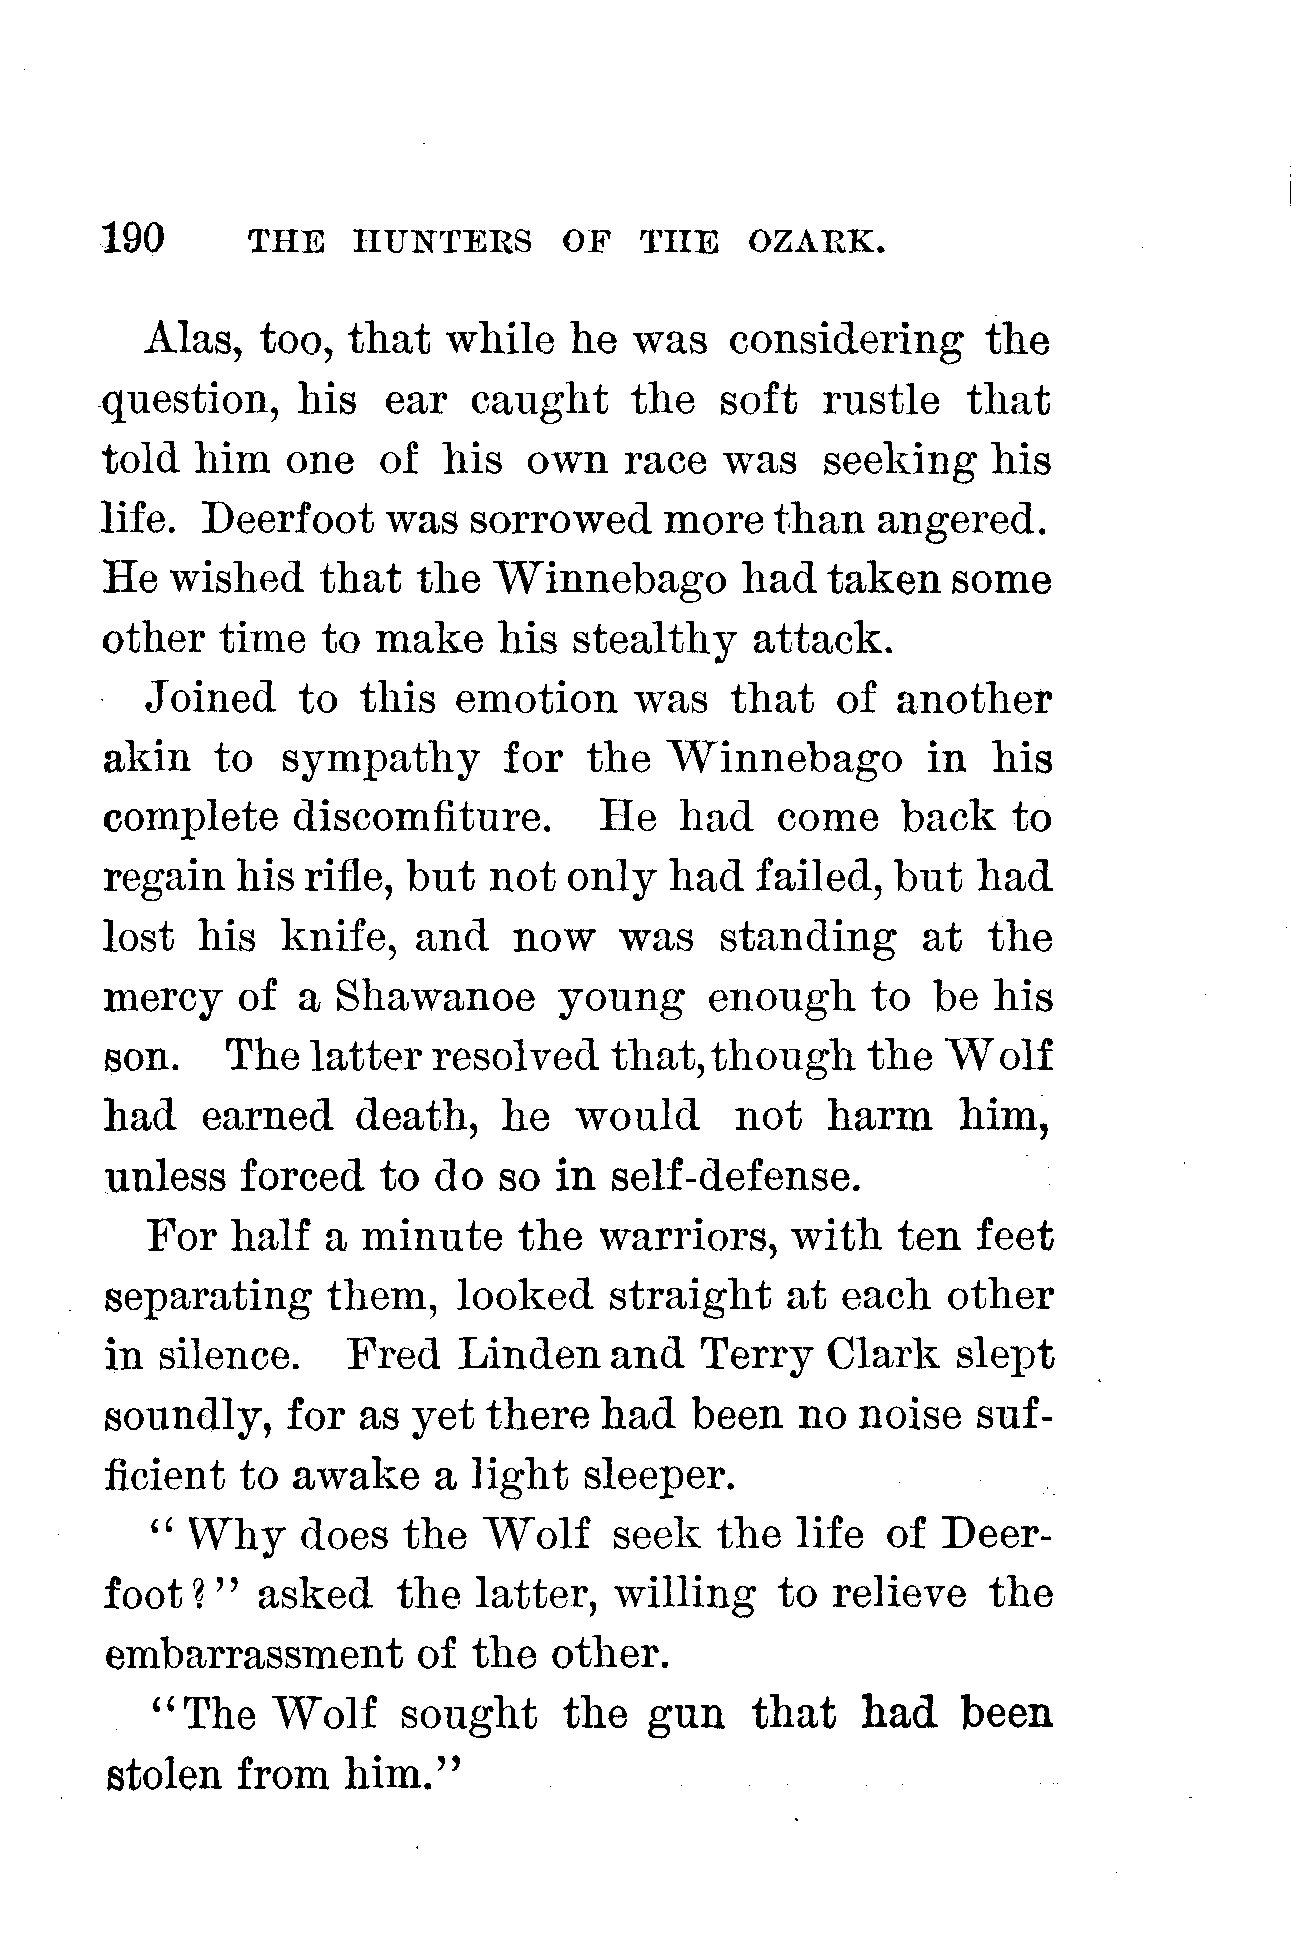 190 THE HUNTERS OF THE OZARK.
Alas, too, that while he was considering the
question, his ear caught the soft rustle that
told him one of his own race was seeking his
life. Deerfoot was sorrowed more than angered.
He wished that the Winnebago had taken some
other time to make his stealthy attack.
Joined to this emotion was that of another
akin to sympathy for the Winnebago in his
complete discomfiture. He had come back to
regain his rifle, but not only had failed, but had
lost his knife, and now was standing at the
mercy of a Shawanoe young enough to be his
son. The latter resolved that, though the Wolf
had earned death, he would not harm him,
unless forced to do so in self-defense.
For half a minute the warriors, with ten feet
separating them, looked straight at each other
in silence. Fred Linden and Terry Clark slept
soundly, for as yet there had been no noise suf-
ficient to awake a light sleeper.
“Why does the Wolf seek the life of Deer-
foot?” asked the latter, willing to relieve the
embarrassment of the other.
“The Wolf sought the gun that had been
stolen from him.”